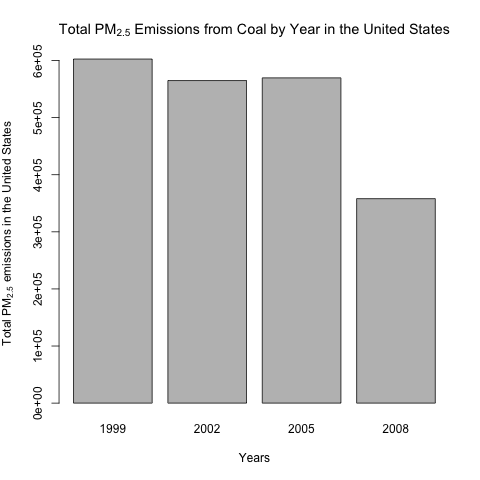 Total PM2.5 Emissions from Coal by Year in the United States
Total PM2.5 emissions in the United States
6e+05
5e+05
4e+05
3e+05
2e+05
1e+05
0e+00
1999 2002 2005 2008
Years